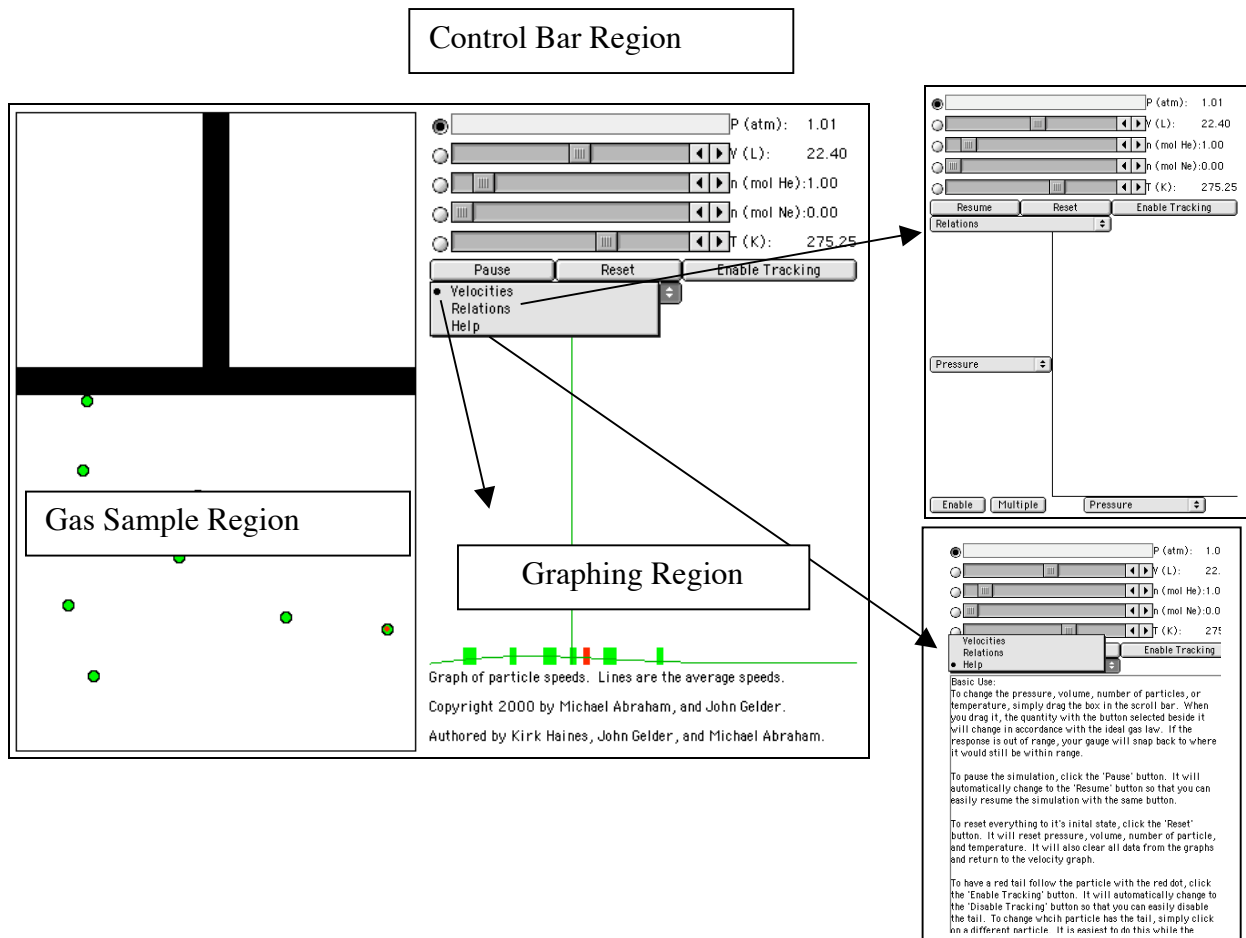 Control Bar Region
P (atm): 1.01
V (L): 22.40
n (mol He):1.00
n (mol Ne):0.00
T (K): 275.25
Pause Reset Enable Tracking
Velocities
Relations
Help
Gas Sample Region
Graphing Region
Graph of particle speeds. Lines are the average speeds.
Copyright 2000 by Michael Abraham, and John Gelder.
Authored by Kirk Haines, John Gelder, and Michael Abraham.
P (atm): 1.01
V (L): 22.40
n (mol He):1.00
n (mol Ne):0.00
T (K): 275.25
Resume Reset Enable Tracking
Relations
Pressure
Enable Multiple Pressure
P (atm): 1.0
V (L): 22.
n (mol He):1.0
n (mol Ne):0.0
T (K): 275
Velocities
Relations
Help
Enable Tracking
Basic Use:
To change the pressure, volume, number of particles, or
temperature, simply drag the box in the scroll bar. When
you drag it, the quantity with the button selected beside it
will change in accordance with the ideal gas law. If the
response is out of range, your gauge will snap back to where
it would still be within range.
To pause the simulation, click the 'Pause' button. It will
automatically change to the 'Resume' button so that you can
easily resume the simulation with the same button.
To reset everything to it's inital state, click the 'Reset'
button. It will reset pressure, volume, number of particle,
and temperature. It will also clear all data from the graphs
and return to the velocity graph.
To have a red tail follow the particle with the red dot, click
the 'Enable Tracking' button. It will automatically change to
the 'Disable Tracking' button so that you can easily disable
the tail. To change whcih particle has the tail, simply click
on a different particle. It is easiest to do this while the